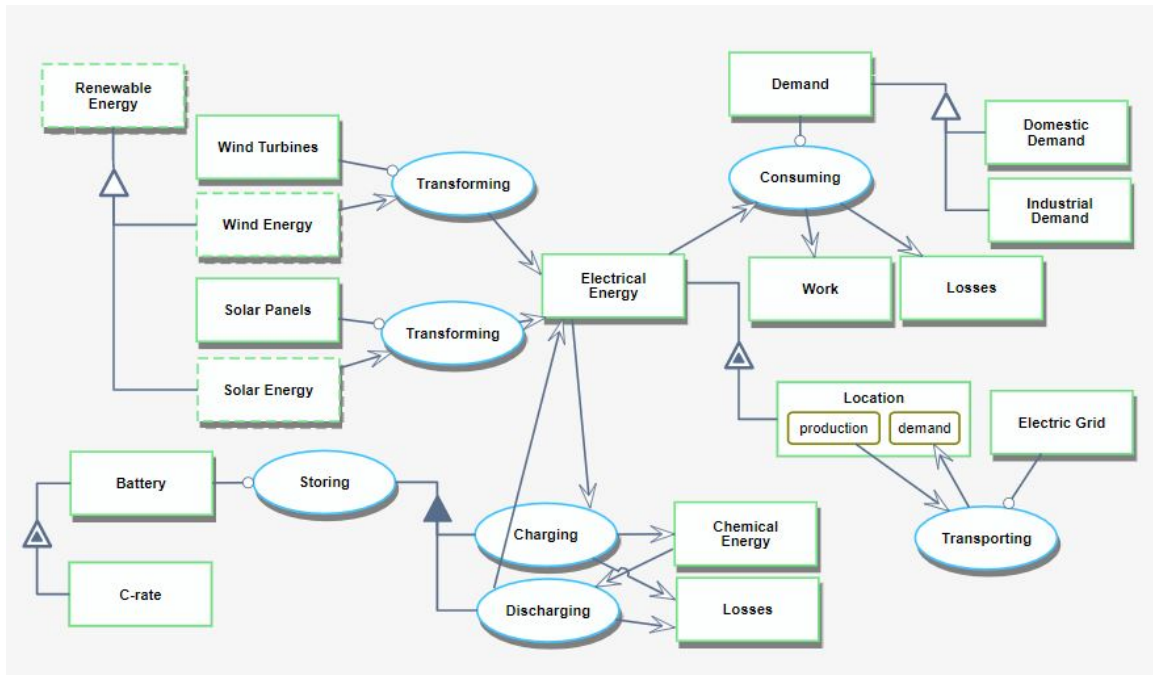 Renewable
Energy
Wind Turbines
Wind Energy
Solar Panels
Solar Energy
Transforming
Transforming
Electrical
Energy
Demand
Consuming
Domestic
Demand
Industrial
Demand
Work
Losses
Location
production
demand
Electric Grid
Transporting
Battery
Storing
C-rate
Charging
Discharging
Chemical
Energy
Losses